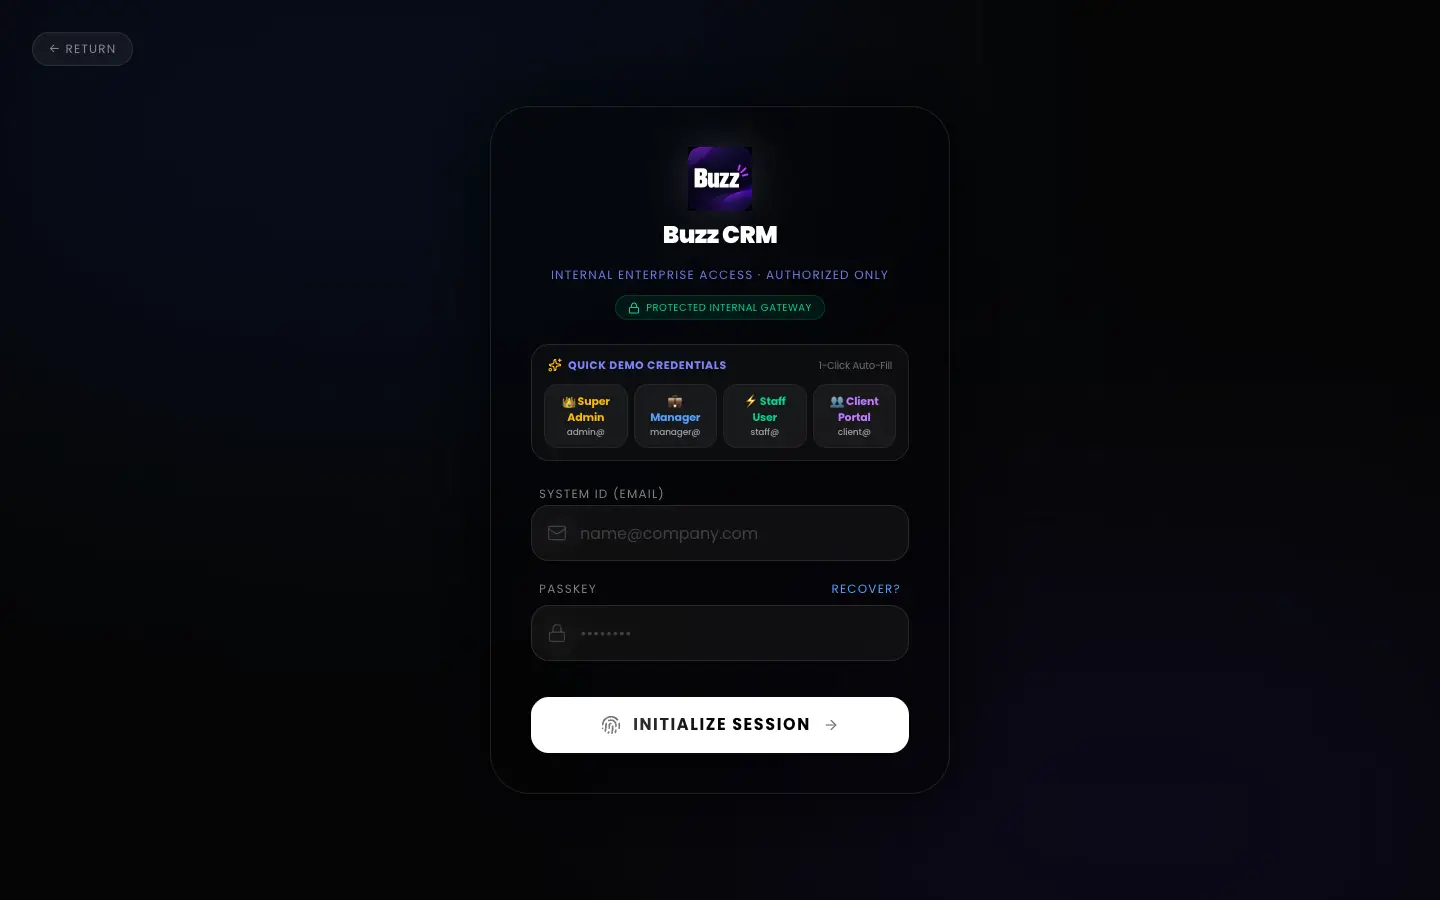 ← RETURN
Buzz
Buzz CRM
INTERNAL ENTERPRISE ACCESS · AUTHORIZED ONLY
PROTECTED INTERNAL GATEWAY
QUICK DEMO CREDENTIALS
1-Click Auto-Fill
👑 Super Admin
admin@
💼 Manager
manager@
⚡ Staff User
staff@
👥 Client Portal
client@
SYSTEM ID (EMAIL)
name@company.com
PASSKEY
RECOVER?
••••••••
INITIALIZE SESSION →